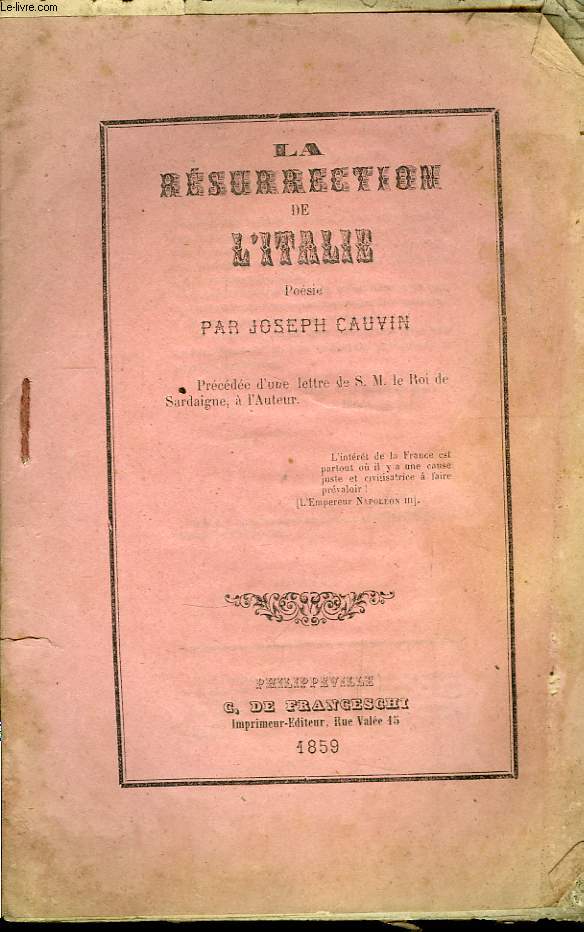 Le-livre.com
LA
RÉSURRECTION
DE
L'ITALIE
Poésie
PAR JOSEPH CAUVIN
Précédée d'une lettre de S. M. le Roi de
Sardaigne, à l'Auteur.
L'intérêt de la France est
partout où il y a une cause
juste et civilisatrice à faire
prévaloir !
[L'Empereur NAPOLÉON III].
PHILIPPEVILLE
C. DE FRANCESCHI
Imprimeur-Editeur, Rue Valée 15
1859